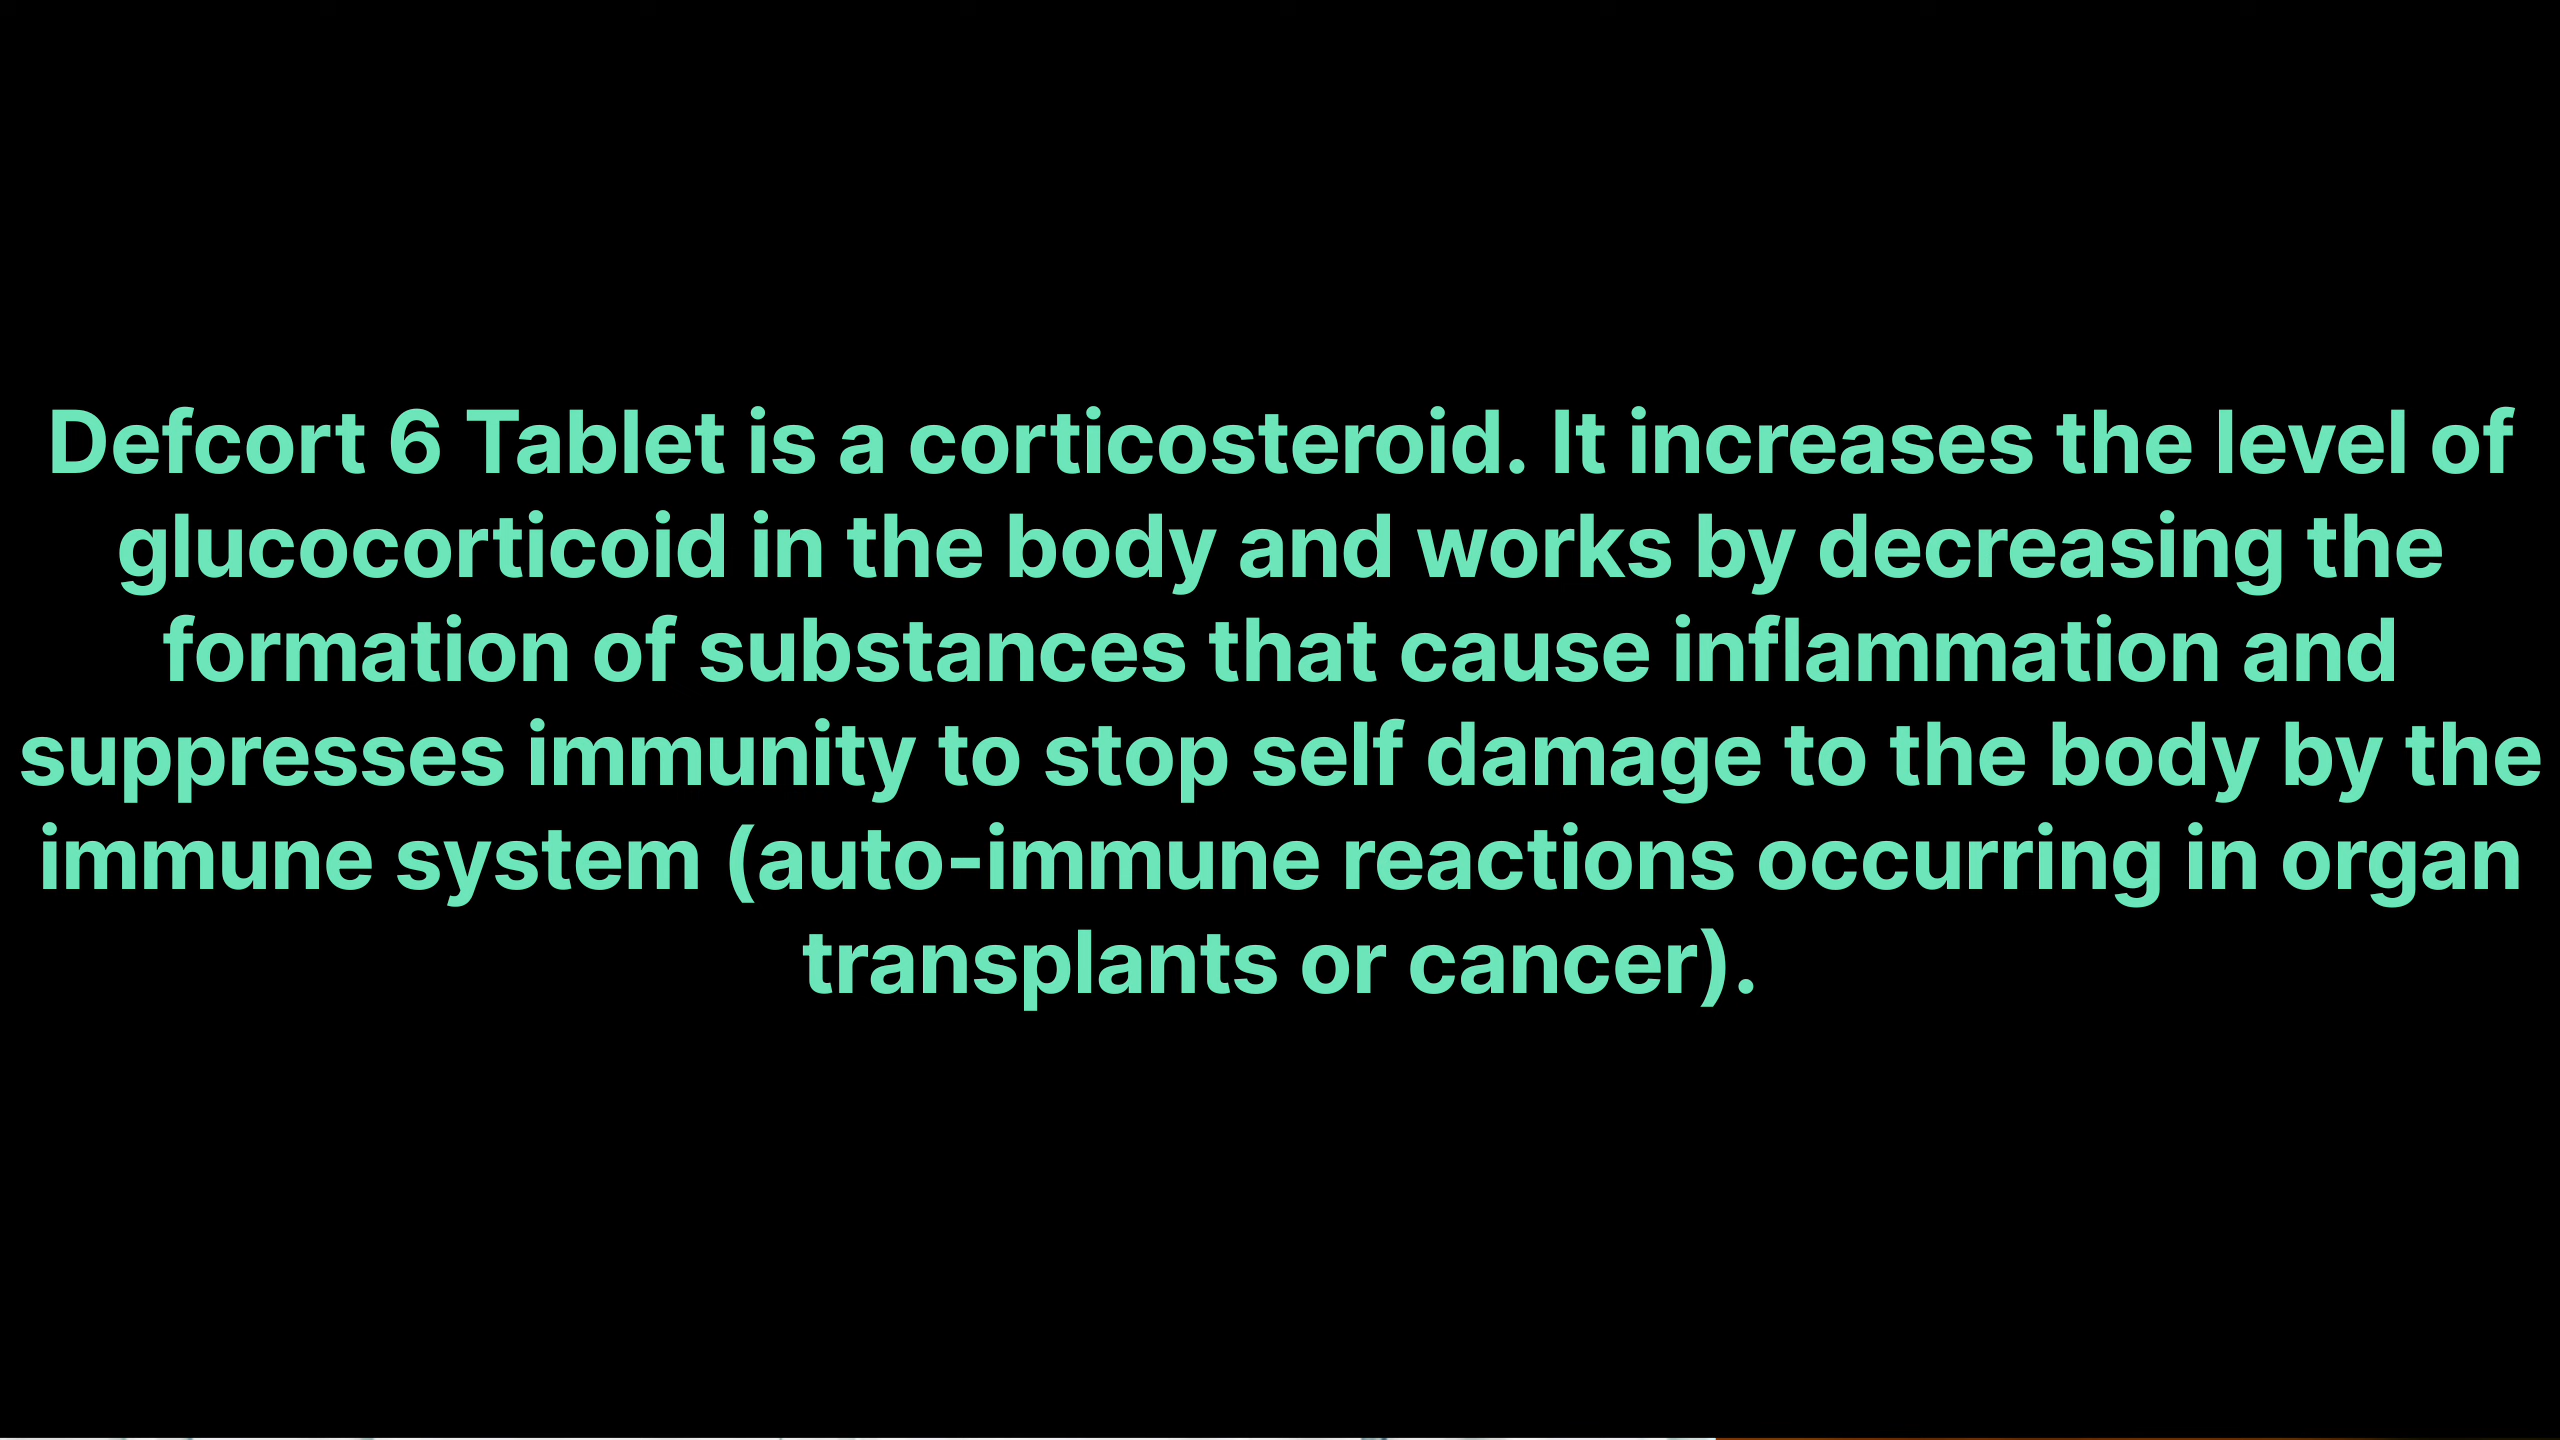 Defcort 6 Tablet is a corticosteroid. It increases the level of
glucocorticoid in the body and works by decreasing the
formation of substances that cause inflammation and
suppresses immunity to stop self damage to the body by the
immune system (auto-immune reactions occurring in organ
transplants or cancer).